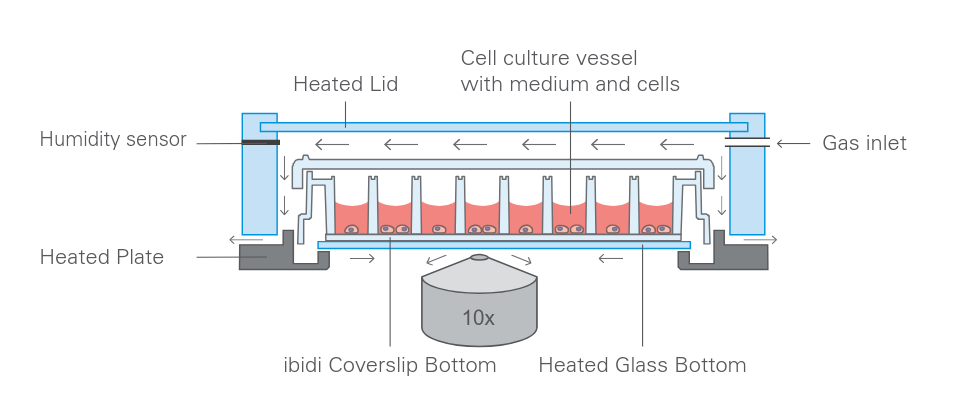 Cell culture vessel
with medium and cells
Heated Lid
Humidity sensor
Gas inlet
Heated Plate
10x
ibidi Coverslip Bottom
Heated Glass Bottom